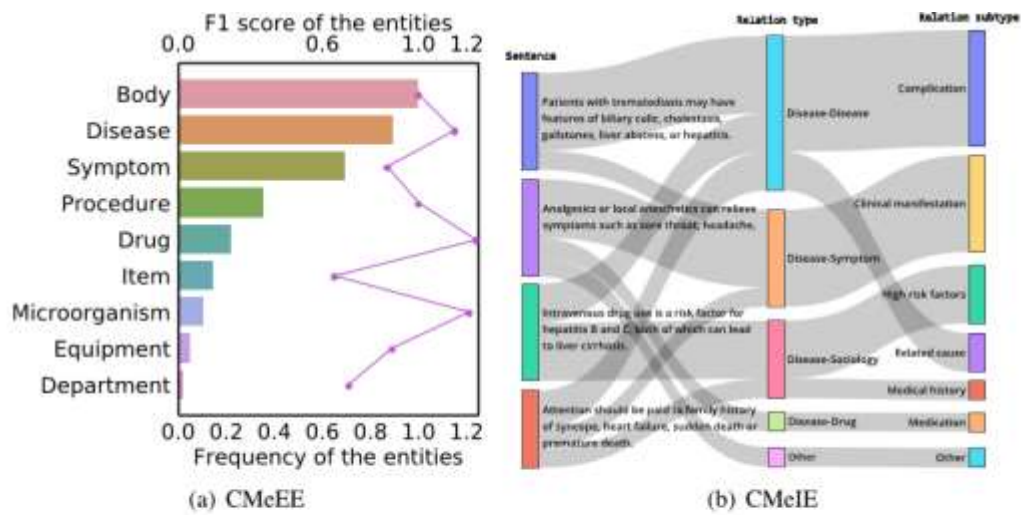 F1 score of the entities
0.0 0.6 1.0 1.2
Body
Disease
Symptom
Procedure
Drug
Item
Microorganism
Equipment
Department
0.0 0.2 0.4 0.6 0.8 1.0 1.2
Frequency of the entities
(a) CMeEE
Sentence
Relation type
Relation subtype
Patients with trematodiasis may have
features of biliary colic, cholestasis,
gallstones, liver abscess, or hepatitis.
Analgesics or local anesthetics can relieve
symptoms such as sore throat, headache.
Intravenous drug use is a risk factor for
hepatitis B and C, both of which can lead
to liver cirrhosis.
Attention should be paid to family history
of syncope, heart failure, sudden death or
premature death.
Disease-Disease
Disease-Symptom
Disease-Sociology
Disease-Drug
Other
Complication
Clinical manifestation
High risk factors
Related cause
Medical history
Medication
Other
(b) CMeIE